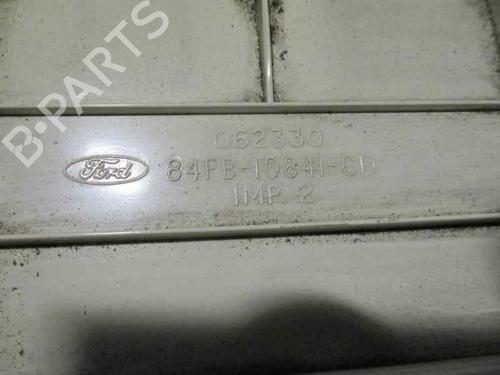 B-PARTS
062330
Ford
84FB-10841-CD
IMP. 2